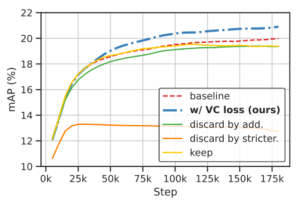 22
20
18
16
14
12
10
mAP (%)
baseline
w/ VC loss (ours)
discard by add.
discard by stricter.
keep
0k 25k 50k 75k 100k 125k 150k 175k
Step